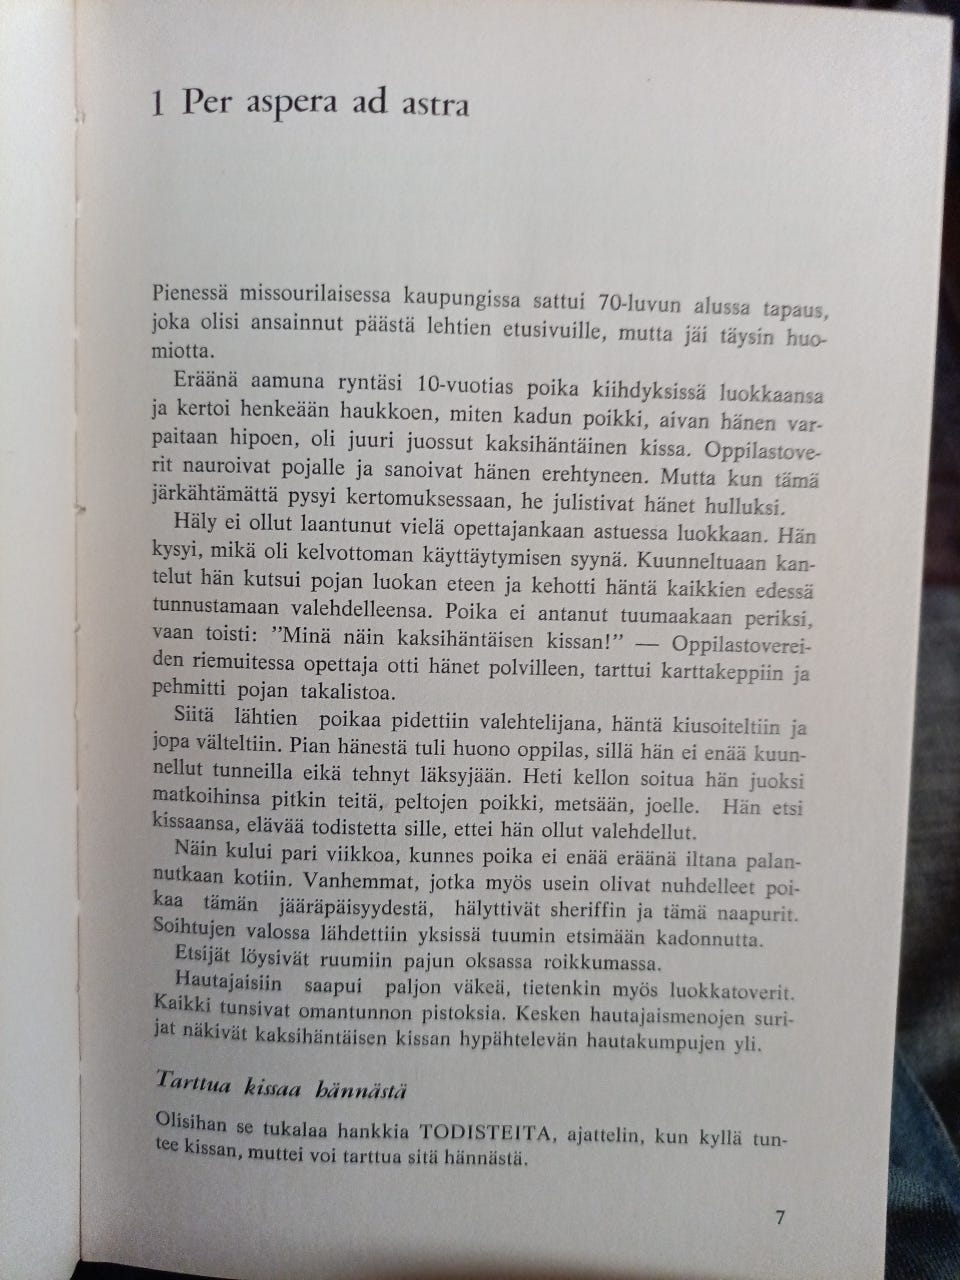 1 Per aspera ad astra
Pienessä missourilaisessa kaupungissa sattui 70-luvun alussa tapaus,
joka olisi ansainnut päästä lehtien etusivuille, mutta jäi täysin huo-
miotta.
Eräänä aamuna ryntäsi 10-vuotias poika kiihdyksissä luokkaansa
ja kertoi henkeään haukkoen, miten kadun poikki, aivan hänen var-
paitaan hipoen, oli juuri juossut kaksihäntäinen kissa. Oppilastove-
rit nauroivat pojalle ja sanoivat hänen erehtyneen. Mutta kun tämä
järkähtämättä pysyi kertomuksessaan, he julistivat hänet hulluksi.
Häly ei ollut laantunut vielä opettajankaan astuessa luokkaan. Hän
kysyi, mikä oli kelvottoman käyttäytymisen syynä. Kuunneltuaan kan-
telut hän kutsui pojan luokan eteen ja kehotti häntä kaikkien edessä
tunnustamaan valehdelleensa. Poika ei antanut tuumaakaan periksi,
vaan toisti: ”Minä näin kaksihäntäisen kissan!” — Oppilastoverei-
den riemuitessa opettaja otti hänet polvilleen, tarttui karttakeppiin ja
pehmitti pojan takalistoa.
Siitä lähtien poikaa pidettiin valehtelijana, häntä kiusoiteltiin ja
jopa välteltiin. Pian hänestä tuli huono oppilas, sillä hän ei enää kuun-
nellut tunneilla eikä tehnyt läksyjään. Heti kellon soitua hän juoksi
matkoihinsa pitkin teitä, peltojen poikki, metsään, joelle. Hän etsi
kissaansa, elävää todistetta sille, ettei hän ollut valehdellut.
Näin kului pari viikkoa, kunnes poika ei enää eräänä iltana palan-
nutkaan kotiin. Vanhemmat, jotka myös usein olivat nuhdelleet poi-
kaa tämän jääräpäisyydestä, hälyttivät sheriffin ja tämä naapurit.
Soihtujen valossa lähdettiin yksissä tuumin etsimään kadonnutta.
Etsijät löysivät ruumiin pajun oksassa roikkumassa.
Hautajaisiin saapui paljon väkeä, tietenkin myös luokkatoverit.
Kaikki tunsivat omantunnon pistoksia. Kesken hautajaismenojen suri-
jat näkivät kaksihäntäisen kissan hypähtelevän hautakumpujen yli.
Tarttua kissaa hännästä
Olisihan se tukalaa hankkia TODISTEITA, ajattelin, kun kyllä tun-
tee kissan, muttei voi tarttua sitä hännästä.
7